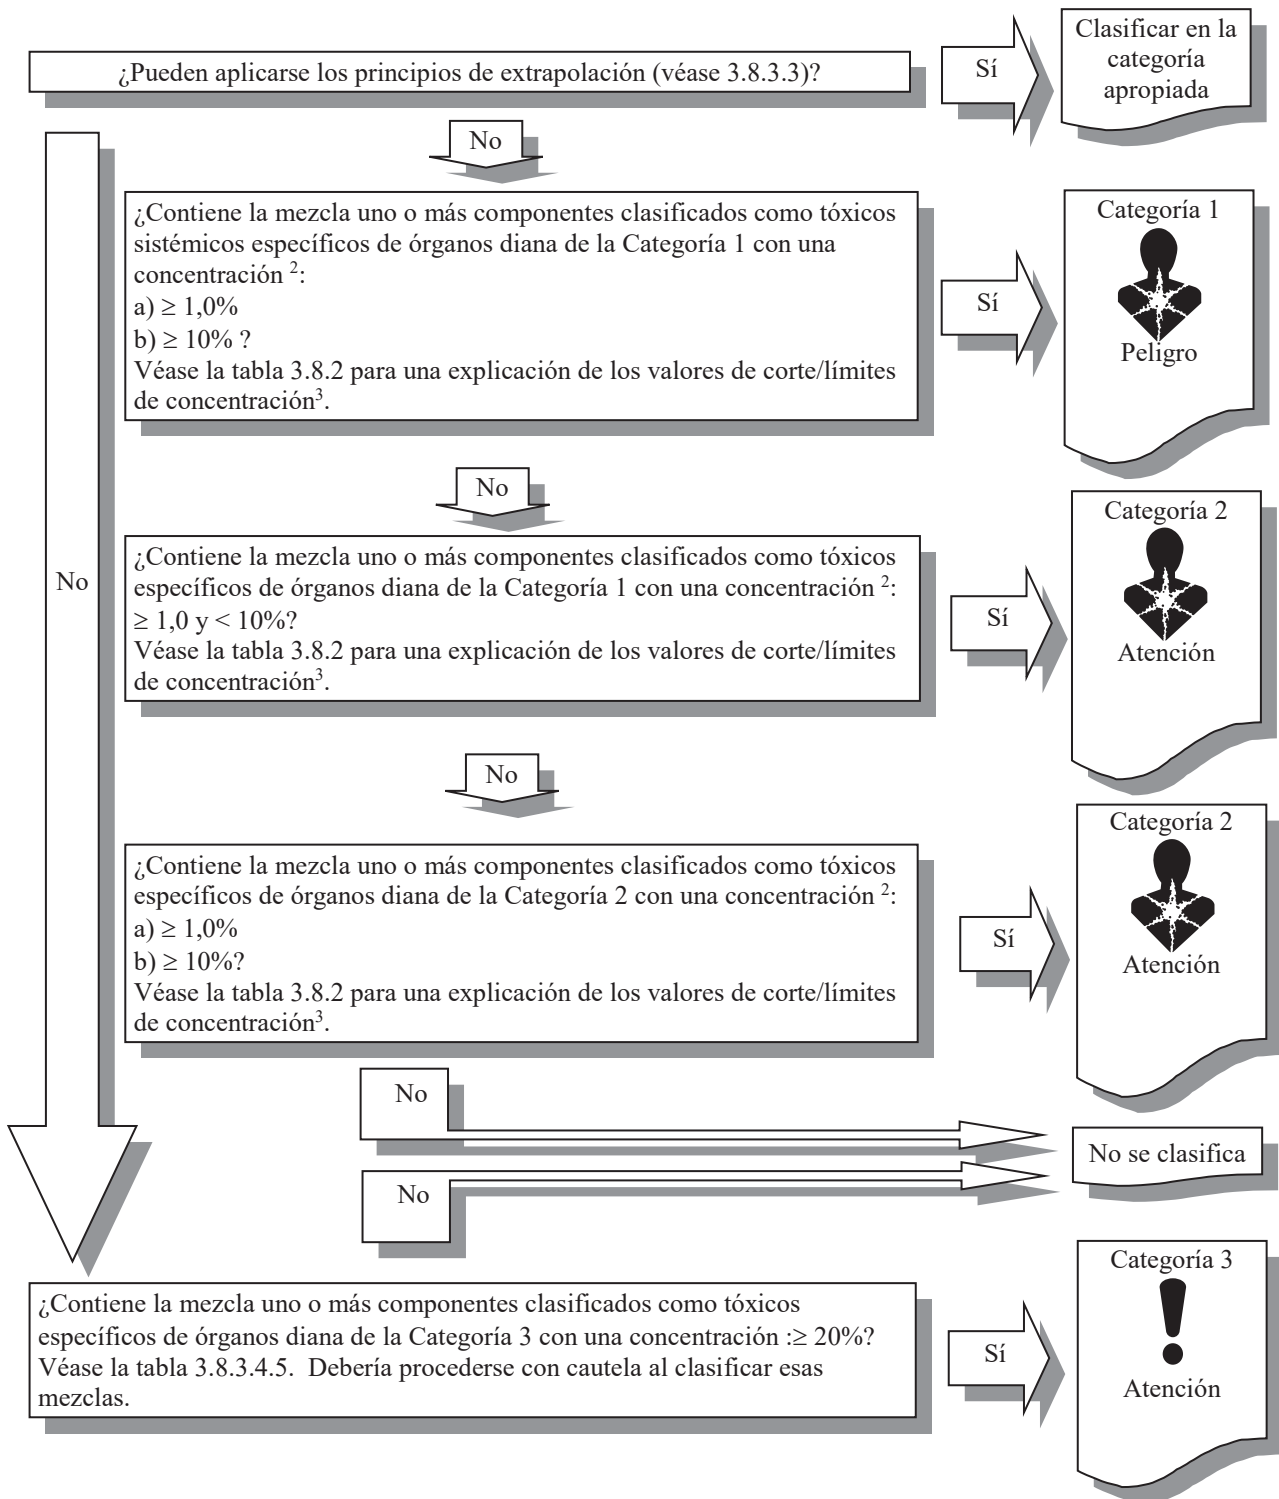 ¿Pueden aplicarse los principios de extrapolación (véase 3.8.3.3)?
Sí
Clasificar en la
categoría
apropiada
No
¿Contiene la mezcla uno o más componentes clasificados como tóxicos
sistémicos específicos de órganos diana de la Categoría 1 con una
concentración ²:
a) ≥ 1,0%
b) ≥ 10% ?
Véase la tabla 3.8.2 para una explicación de los valores de corte/límites
de concentración³.
Sí
Categoría 1
Peligro
No
No
¿Contiene la mezcla uno o más componentes clasificados como tóxicos
específicos de órganos diana de la Categoría 1 con una concentración ²:
≥ 1,0 y < 10%?
Véase la tabla 3.8.2 para una explicación de los valores de corte/límites
de concentración³.
Sí
Categoría 2
Atención
No
¿Contiene la mezcla uno o más componentes clasificados como tóxicos
específicos de órganos diana de la Categoría 2 con una concentración ²:
a) ≥ 1,0%
b) ≥ 10%?
Véase la tabla 3.8.2 para una explicación de los valores de corte/límites
de concentración³.
Sí
Categoría 2
Atención
No
No se clasifica
No
¿Contiene la mezcla uno o más componentes clasificados como tóxicos
específicos de órganos diana de la Categoría 3 con una concentración :≥ 20%?
Véase la tabla 3.8.3.4.5. Debería procederse con cautela al clasificar esas
mezclas.
Sí
Categoría 3
Atención